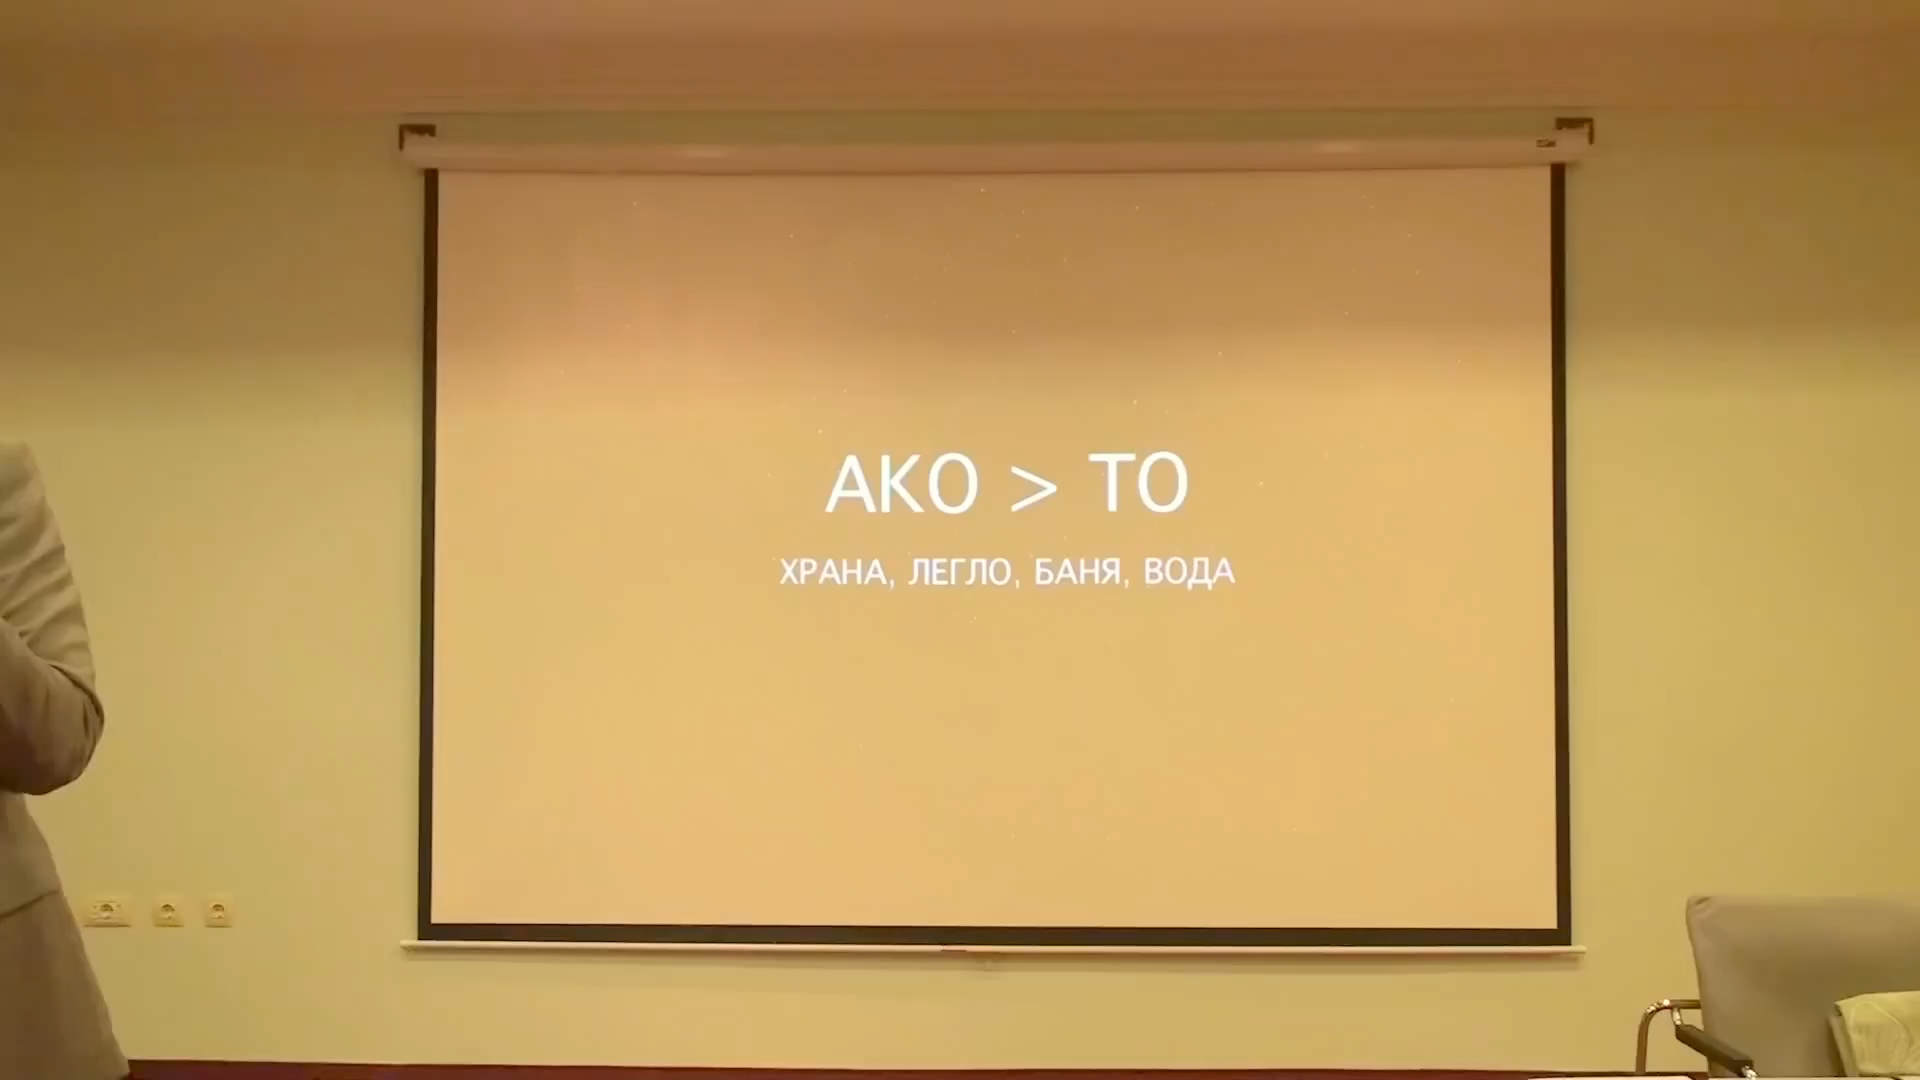 АКО > ТО
ХРАНА, ЛЕГЛО, БАНЯ, ВОДА